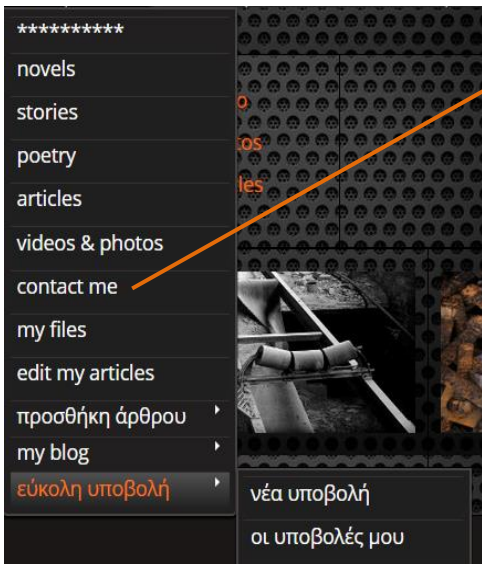 **********
novels
stories
poetry
articles
videos & photos
contact me
my files
edit my articles
προσθήκη άρθρου
my blog
εύκολη υποβολή
νέα υποβολή
οι υποβολές μου
les